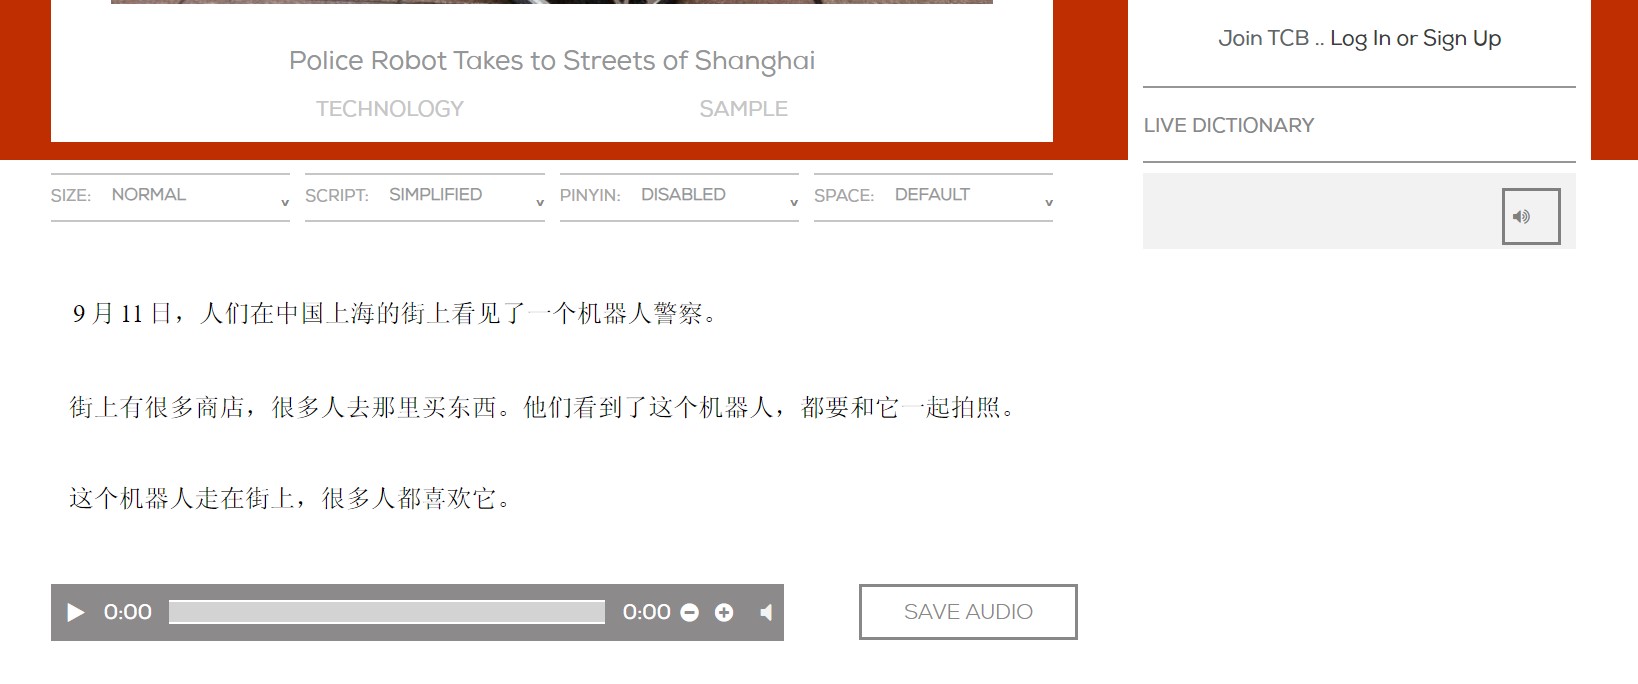 Police Robot Takes to Streets of Shanghai
TECHNOLOGY SAMPLE
Join TCB .. Log In or Sign Up
LIVE DICTIONARY
SIZE: NORMAL v SCRIPT: SIMPLIFIED v PINYIN: DISABLED v SPACE: DEFAULT v
9月11日，人们在中国上海的街上看见了一个机器人警察。
街上有很多商店，很多人去那里买东西。他们看到了这个机器人，都要和它一起拍照。
这个机器人走在街上，很多人都喜欢它。
0:00 0:00
SAVE AUDIO